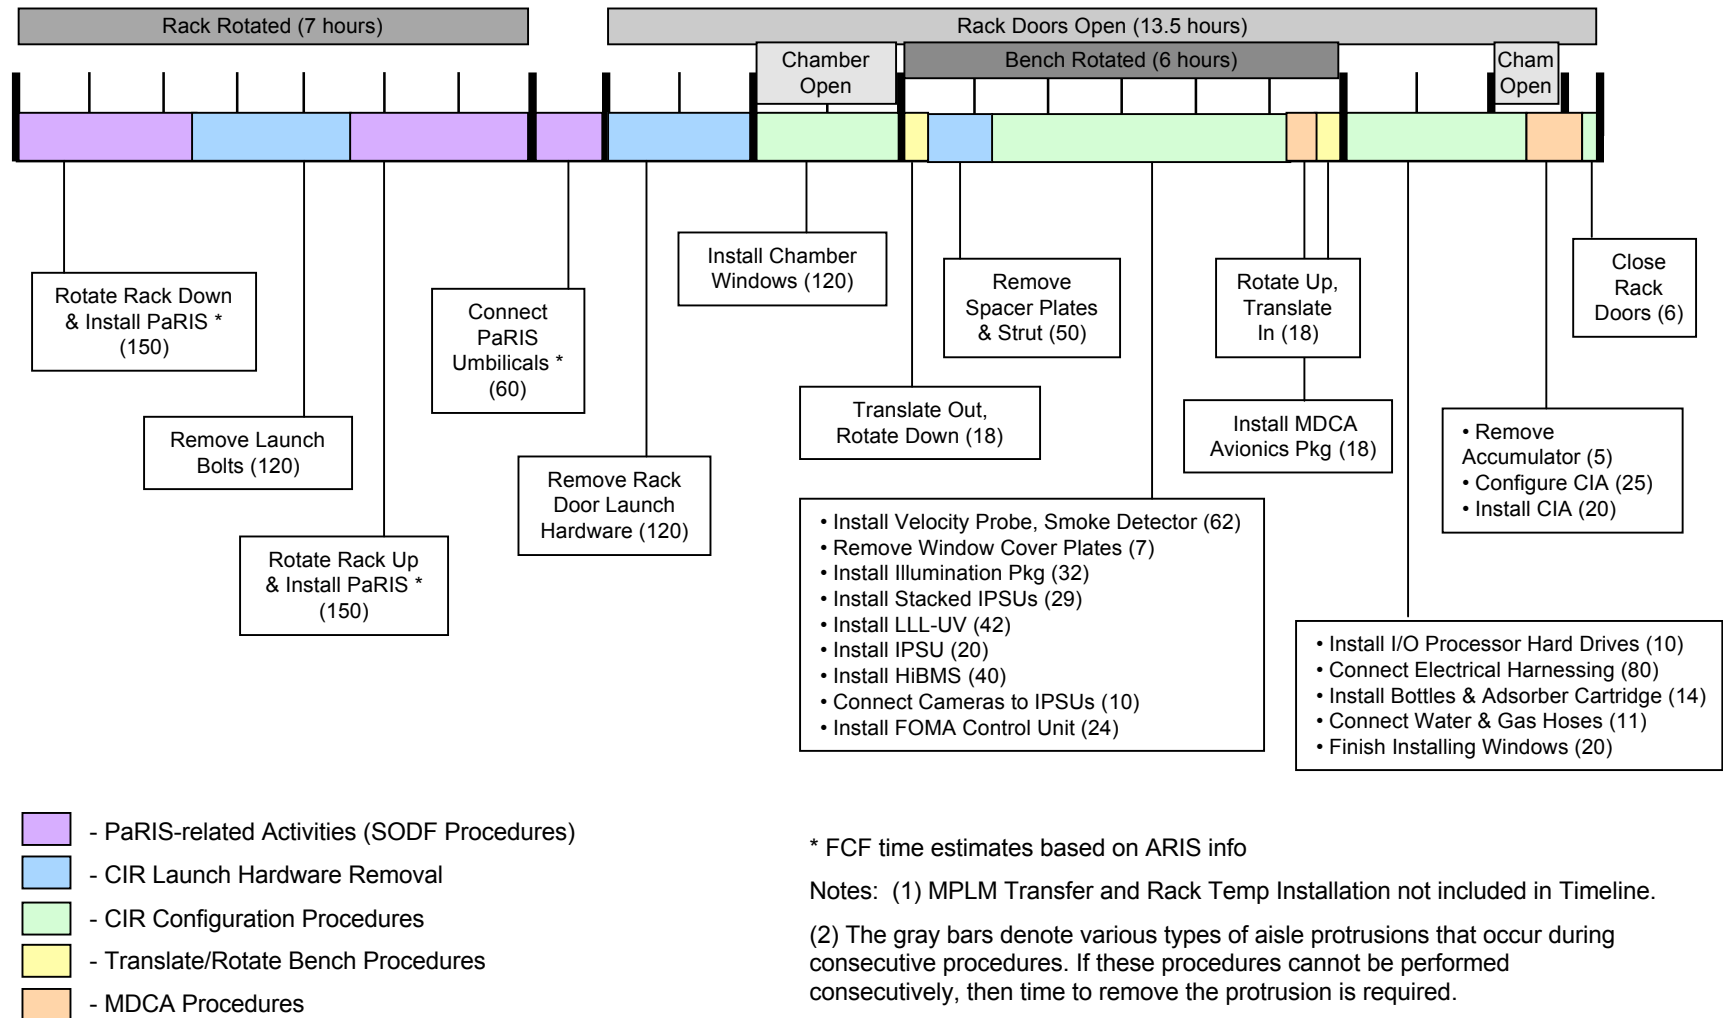 Rack Rotated (7 hours)
Rack Doors Open (13.5 hours)
Chamber
Open
Bench Rotated (6 hours)
Cham
Open
Rotate Rack Down
& Install PaRIS *
(150)
Remove Launch
Bolts (120)
Rotate Rack Up
& Install PaRIS *
(150)
Connect
PaRIS
Umbilicals *
(60)
Remove Rack
Door Launch
Hardware (120)
Install Chamber
Windows (120)
Translate Out,
Rotate Down (18)
Remove
Spacer Plates
& Strut (50)
• Install Velocity Probe, Smoke Detector (62)
• Remove Window Cover Plates (7)
• Install Illumination Pkg (32)
• Install Stacked IPSUs (29)
• Install LLL-UV (42)
• Install IPSU (20)
• Install HiBMS (40)
• Connect Cameras to IPSUs (10)
• Install FOMA Control Unit (24)
Rotate Up,
Translate
In (18)
Install MDCA
Avionics Pkg (18)
• Install I/O Processor Hard Drives (10)
• Connect Electrical Harnessing (80)
• Install Bottles & Adsorber Cartridge (14)
• Connect Water & Gas Hoses (11)
• Finish Installing Windows (20)
• Remove
Accumulator (5)
• Configure CIA (25)
• Install CIA (20)
Close
Rack
Doors (6)
- PaRIS-related Activities (SODF Procedures)
- CIR Launch Hardware Removal
- CIR Configuration Procedures
- Translate/Rotate Bench Procedures
- MDCA Procedures
* FCF time estimates based on ARIS info
Notes: (1) MPLM Transfer and Rack Temp Installation not included in Timeline.
(2) The gray bars denote various types of aisle protrusions that occur during
consecutive procedures. If these procedures cannot be performed
consecutively, then time to remove the protrusion is required.